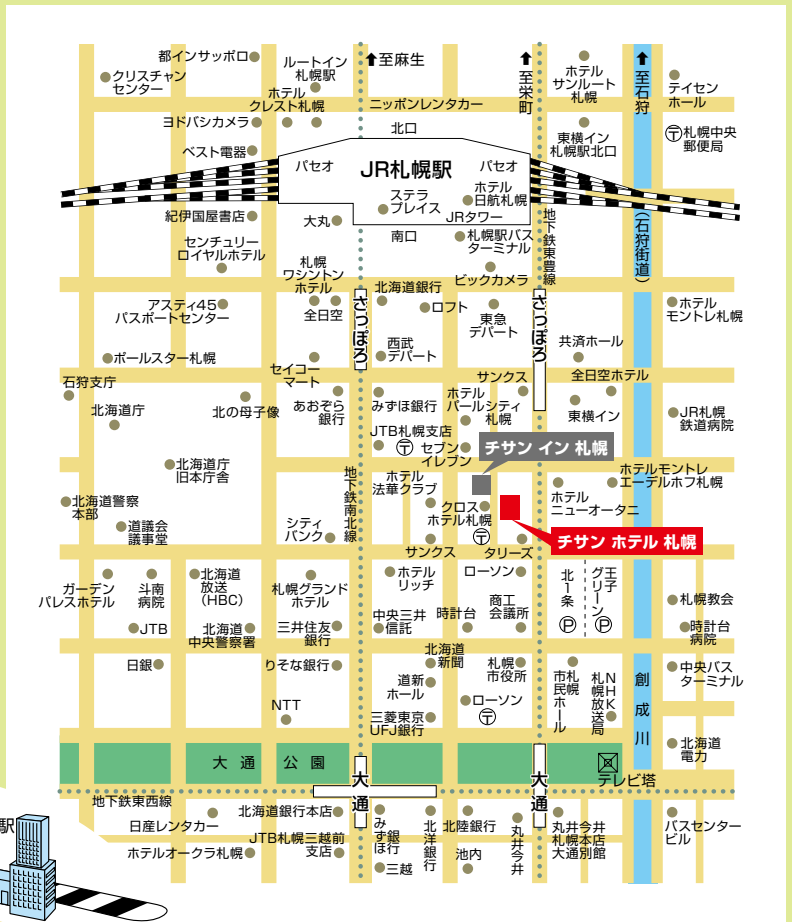 都インサッポロ
ルートイン
札幌駅
至麻生
至栄町
ホテル
サンルート
札幌
至石狩
テイセン
ホール
クリスチャン
センター
ホテル
クレスト札幌
ニッポンレンタカー
ヨドバシカメラ
北口
東横イン
札幌駅北口
〒札幌中央
郵便局
ベスト電器
パセオ
JR札幌駅
パセオ
ステラ
プレイス
ホテル
日航札幌
JRタワー
紀伊国屋書店
大丸
南口
札幌駅バス
ターミナル
地下鉄東豊線
(石狩街道)
センチュリー
ロイヤルホテル
札幌
ワシントン
ホテル
ビックカメラ
北海道銀行
さっぽろ
さっぽろ
アスティ45
パスポートセンター
全日空
ロフト
東急
デパート
ホテル
モントレ札幌
西武
デパート
共済ホール
ポールスター札幌
セイコー
マート
サンクス
全日空ホテル
石狩支庁
北海道庁
北の母子像
あおぞら
銀行
みずほ銀行
ホテル
パールシティ
札幌
東横イン
JR札幌
鉄道病院
JTB札幌支店
〒
セブン
イレブン
チサン イン 札幌
北海道庁
旧本庁舎
地下鉄南北線
ホテル
法華クラブ
ホテルモントレ
エーデルホフ札幌
北海道警察
本部
道議会
議事堂
シティ
バンク
クロス
ホテル札幌
〒
ホテル
ニューオータニ
チサン ホテル 札幌
サンクス
タリーズ
ガーデン
パレスホテル
斗南
病院
北海道
放送
(HBC)
札幌グランド
ホテル
ホテル
リッチ
ローソン
北1条
Ⓟ
王子
グリーン
Ⓟ
札幌教会
JTB
北海道
中央警察署
三井住友
銀行
中央三井
信託
時計台
商工
会議所
時計台
病院
日銀
りそな銀行
北海道
新聞
道新
ホール
札幌
市役所
札幌
市民ホール
NHK
札幌放送局
創成川
中央バス
ターミナル
NTT
三菱東京
UFJ銀行
ローソン
〒
大通公園
大通
大通
テレビ塔
北海道
電力
地下鉄東西線
日産レンタカー
北海道銀行本店
みずほ
銀行
北洋銀行
北陸銀行
丸井今井
丸井今井
札幌本店
大通別館
バスセンター
ビル
ホテルオークラ札幌
JTB札幌三越前
支店
三越
池内
駅